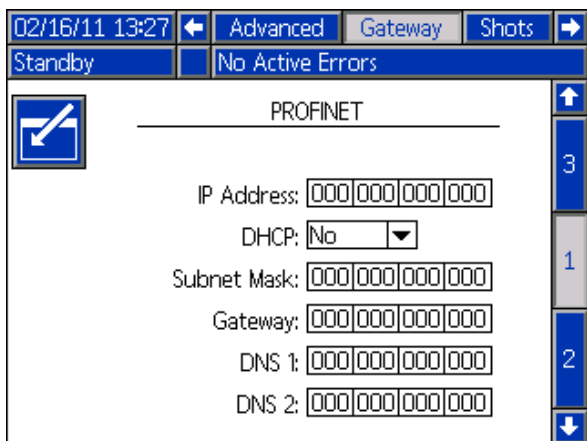 02/16/11 13:27 Advanced Gateway Shots
Standby No Active Errors
PROFINET
3
IP Address: 000 000 000 000
DHCP: No
1
Subnet Mask: 000 000 000 000
Gateway: 000 000 000 000
DNS 1: 000 000 000 000
2
DNS 2: 000 000 000 000